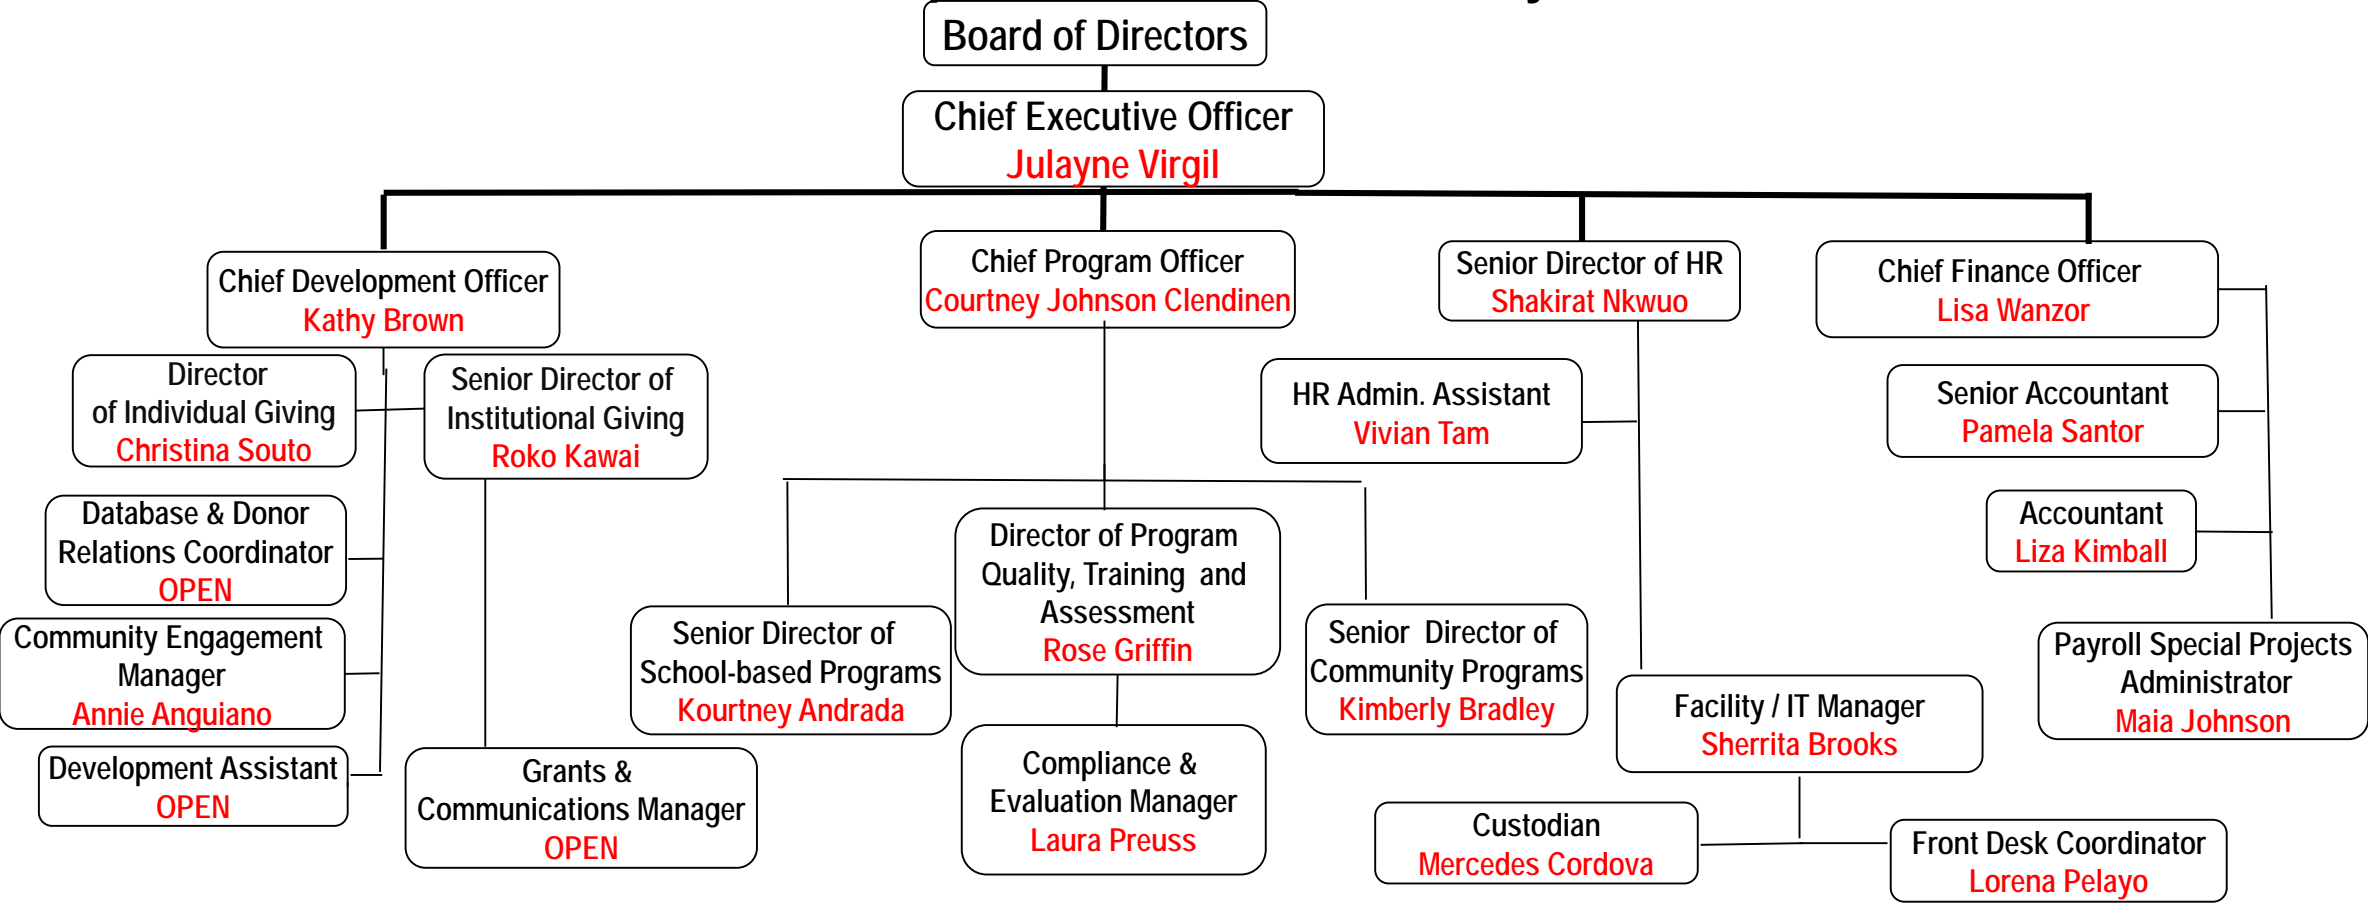 Board of Directors
Chief Executive Officer
Julayne Virgil
Chief Development Officer
Kathy Brown
Chief Program Officer
Courtney Johnson Clendinen
Senior Director of HR
Shakirat Nkwuo
Chief Finance Officer
Lisa Wanzor
Director
of Individual Giving
Christina Souto
Senior Director of
Institutional Giving
Roko Kawai
HR Admin. Assistant
Vivian Tam
Senior Accountant
Pamela Santor
Database & Donor
Relations Coordinator
OPEN
Accountant
Liza Kimball
Director of Program
Quality, Training and
Assessment
Rose Griffin
Community Engagement
Manager
Annie Anguiano
Senior Director of
School-based Programs
Kourtney Andrada
Senior Director of
Community Programs
Kimberly Bradley
Payroll Special Projects
Administrator
Maia Johnson
Facility / IT Manager
Sherrita Brooks
Development Assistant
OPEN
Grants &
Communications Manager
OPEN
Compliance &
Evaluation Manager
Laura Preuss
Custodian
Mercedes Cordova
Front Desk Coordinator
Lorena Pelayo